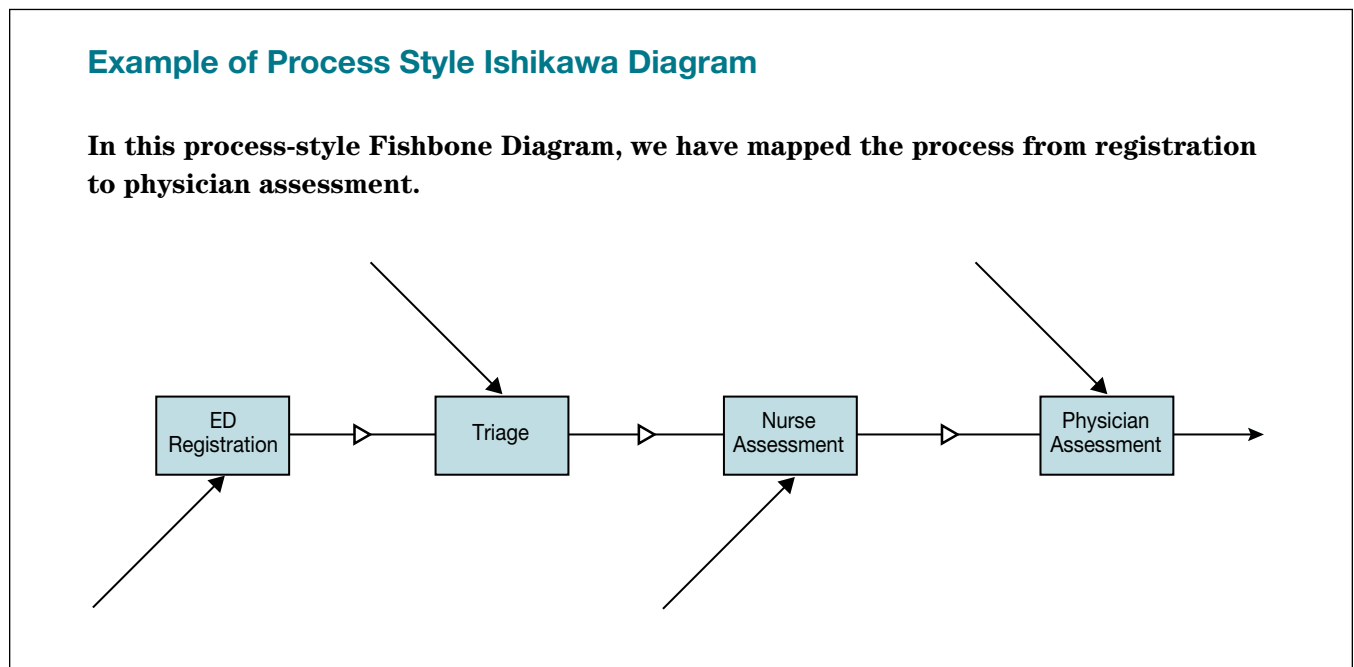 Example of Process Style Ishikawa Diagram
In this process-style Fishbone Diagram, we have mapped the process from registration
to physician assessment.
ED
Registration
Triage
Nurse
Assessment
Physician
Assessment